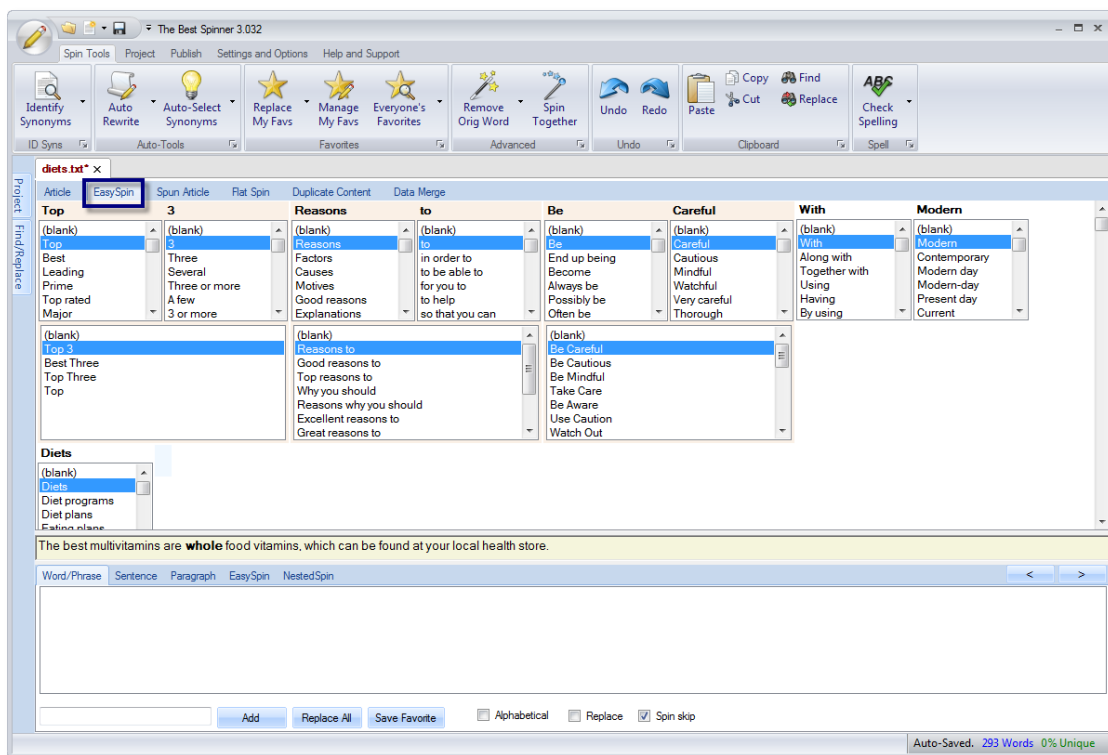 The Best Spinner 3.032
Spin Tools Project Publish Settings and Options Help and Support
Identify Synonyms
Auto Rewrite
Auto-Select Synonyms
Replace My Favs
Manage My Favs
Everyone's Favorites
Remove Orig Word
Spin Together
Undo
Redo
Paste
Copy
Cut
Find
Replace
ABC
Check Spelling
ID Syns Auto-Tools Favorites Advanced Undo Clipboard Spell
Project
Find/Replace
diets.txt* x
Article EasySpin Spun Article Flat Spin Duplicate Content Data Merge
Top
(blank)
Top
Best
Leading
Prime
Top rated
Major
3
(blank)
3
Three
Several
Three or more
A few
3 or more
Reasons
(blank)
Reasons
Factors
Causes
Motives
Good reasons
Explanations
to
(blank)
to
in order to
to be able to
for you to
to help
so that you can
Be
(blank)
Be
End up being
Become
Always be
Possibly be
Often be
Careful
(blank)
Careful
Cautious
Mindful
Watchful
Very careful
Thorough
With
(blank)
With
Along with
Together with
Using
Having
By using
Modern
(blank)
Modern
Contemporary
Modern day
Modern-day
Present day
Current
(blank)
Top 3
Best Three
Top Three
Top
(blank)
Reasons to
Good reasons to
Top reasons to
Why you should
Reasons why you should
Excellent reasons to
Great reasons to
(blank)
Be Careful
Be Cautious
Be Mindful
Take Care
Be Aware
Use Caution
Watch Out
Diets
(blank)
Diets
Diet programs
Diet plans
Eating plans
The best multivitamins are whole food vitamins, which can be found at your local health store.
Word/Phrase Sentence Paragraph EasySpin NestedSpin < >
Add Replace All Save Favorite Alphabetical Replace Spin skip
Auto-Saved. 293 Words 0% Unique